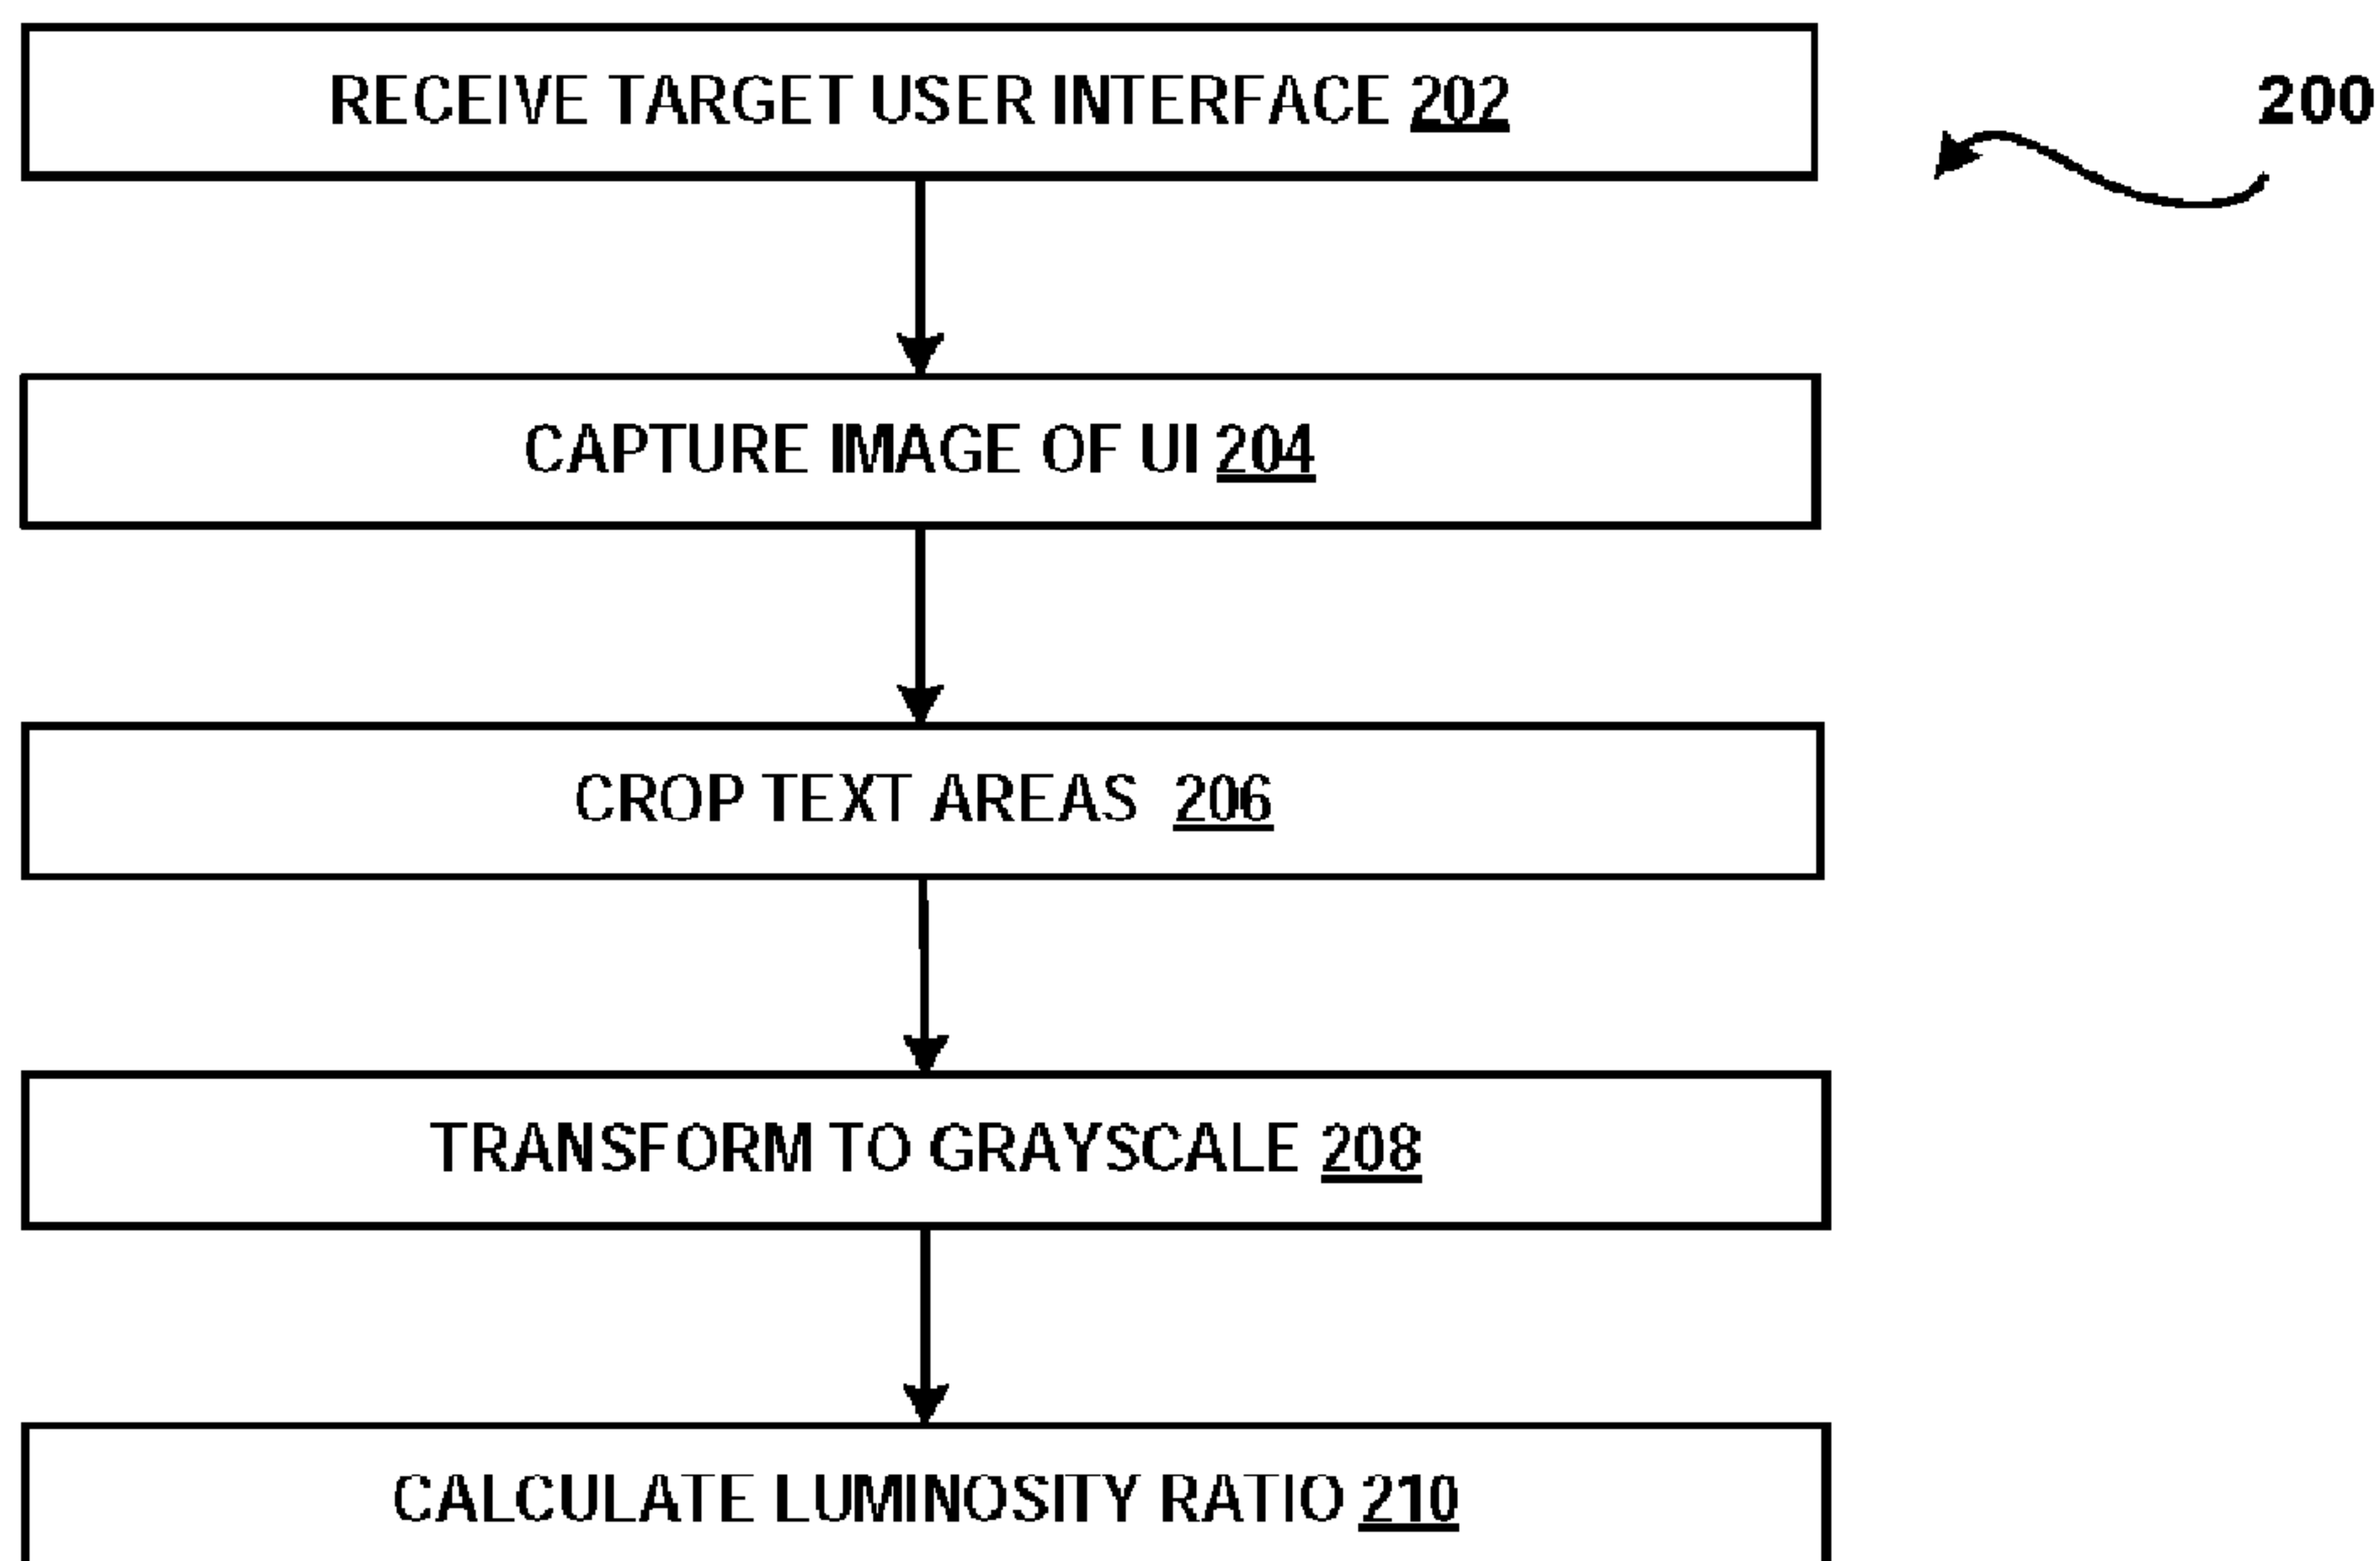 RECEIVE TARGET USER INTERFACE 202
200
CAPTURE IMAGE OF UI 204
CROP TEXT AREAS 206
TRANSFORM TO GRAYSCALE 208
CALCULATE LUMINOSITY RATIO 210